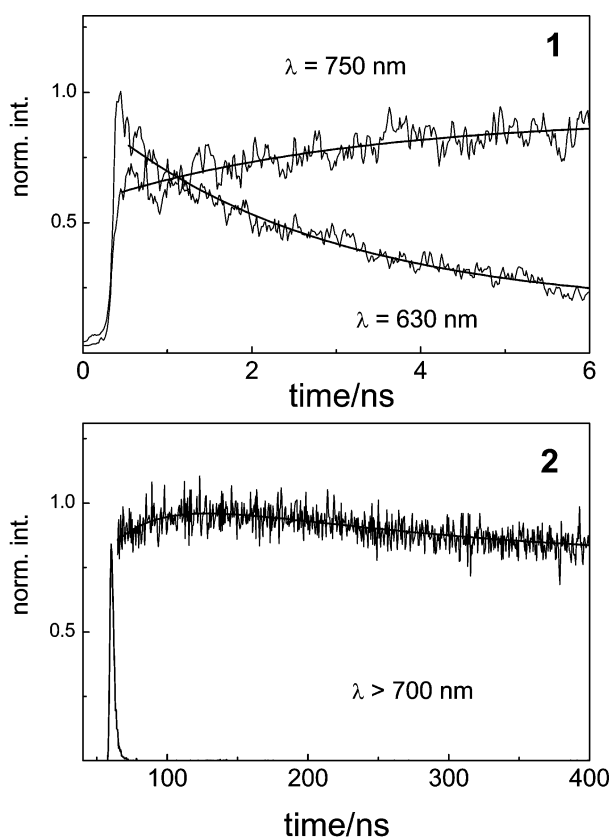 1
λ = 750 nm
1.0
norm. int.
0.5
λ = 630 nm
0 2 4 6
time/ns
2
1.0
norm. int.
0.5
λ > 700 nm
100 200 300 400
time/ns